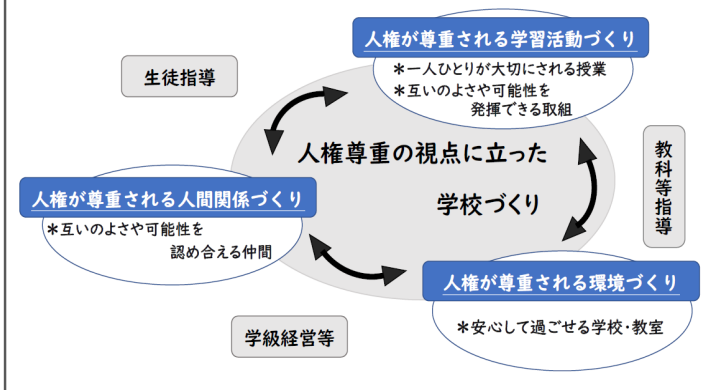 人権が尊重される学習活動づくり
＊一人ひとりが大切にされる授業
＊互いのよさや可能性を
発揮できる取組
生徒指導
人権尊重の視点に立った
学校づくり
教科等指導
人権が尊重される人間関係づくり
＊互いのよさや可能性を
認め合える仲間
人権が尊重される環境づくり
＊安心して過ごせる学校・教室
学級経営等